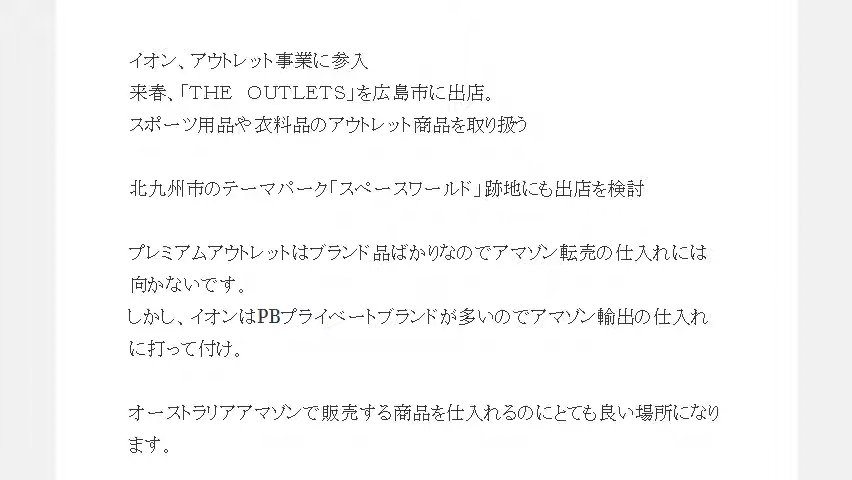 イオン、アウトレット事業に参入
来春、「THE　OUTLETS」を広島市に出店。
スポーツ用品や衣料品のアウトレット商品を取り扱う
北九州市のテーマパーク「スペースワールド」跡地にも出店を検討
プレミアムアウトレットはブランド品ばかりなのでアマゾン転売の仕入れには
向かないです。
しかし、イオンはPBプライベートブランドが多いのでアマゾン輸出の仕入れ
に打って付け。
オーストラリアアマゾンで販売する商品を仕入れるのにとても良い場所になり
ます。